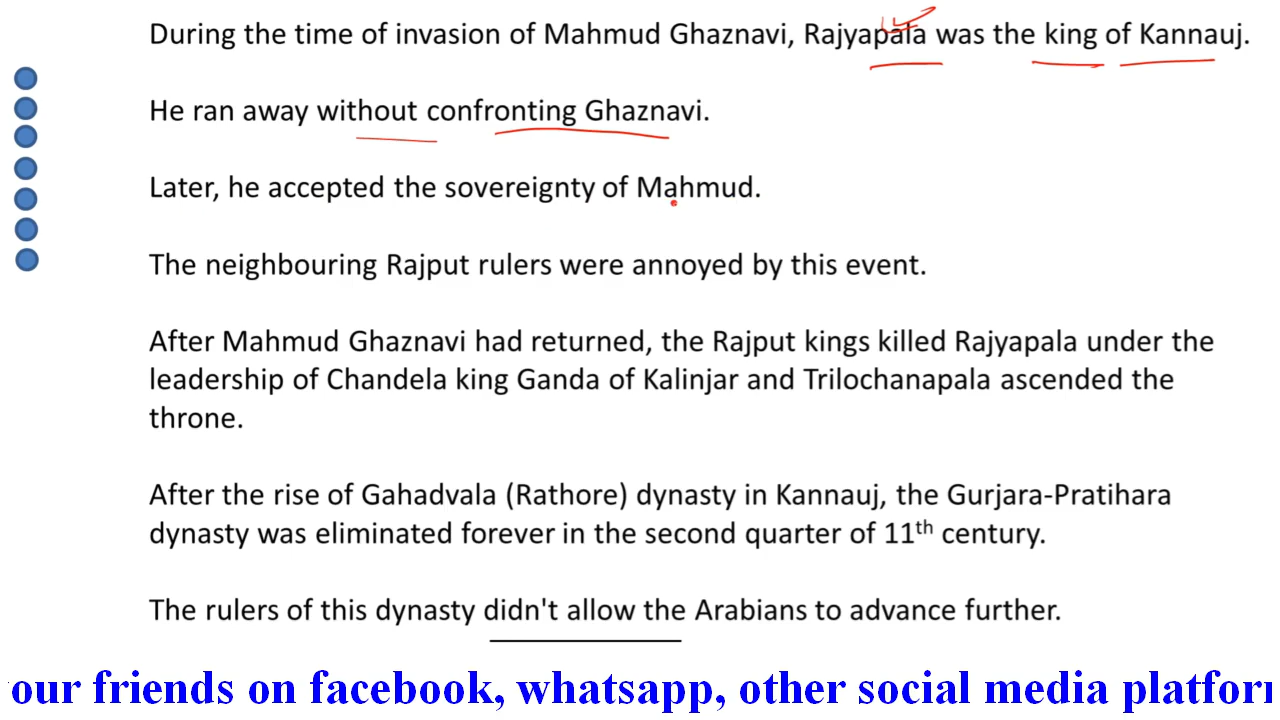 During the time of invasion of Mahmud Ghaznavi, Rajyapala was the king of Kannauj.
He ran away without confronting Ghaznavi.
Later, he accepted the sovereignty of Mahmud.
The neighbouring Rajput rulers were annoyed by this event.
After Mahmud Ghaznavi had returned, the Rajput kings killed Rajyapala under the
leadership of Chandela king Ganda of Kalinjar and Trilochanapala ascended the
throne.
After the rise of Gahadvala (Rathore) dynasty in Kannauj, the Gurjara-Pratihara
dynasty was eliminated forever in the second quarter of 11th century.
The rulers of this dynasty didn't allow the Arabians to advance further.
our friends on facebook, whatsapp, other social media platfor